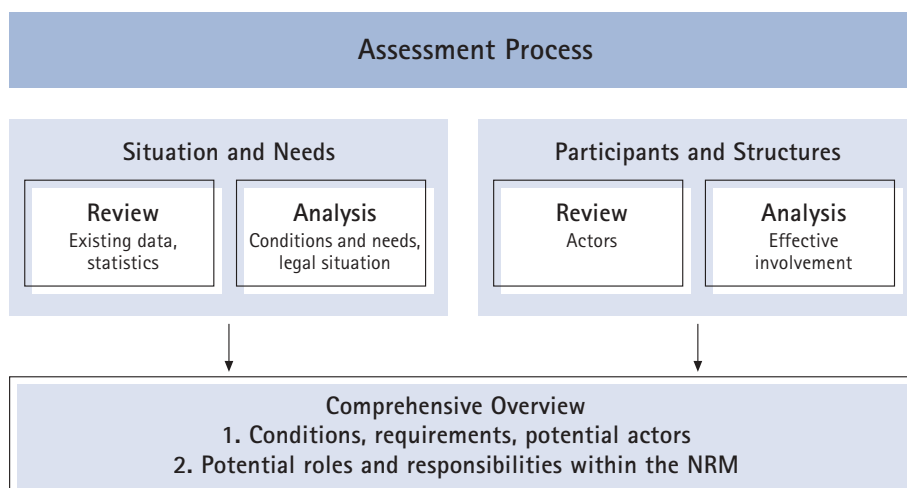 Assessment Process
Situation and Needs
Review
Existing data,
statistics
Analysis
Conditions and needs,
legal situation
Participants and Structures
Review
Actors
Analysis
Effective
involvement
Comprehensive Overview
1. Conditions, requirements, potential actors
2. Potential roles and responsibilities within the NRM